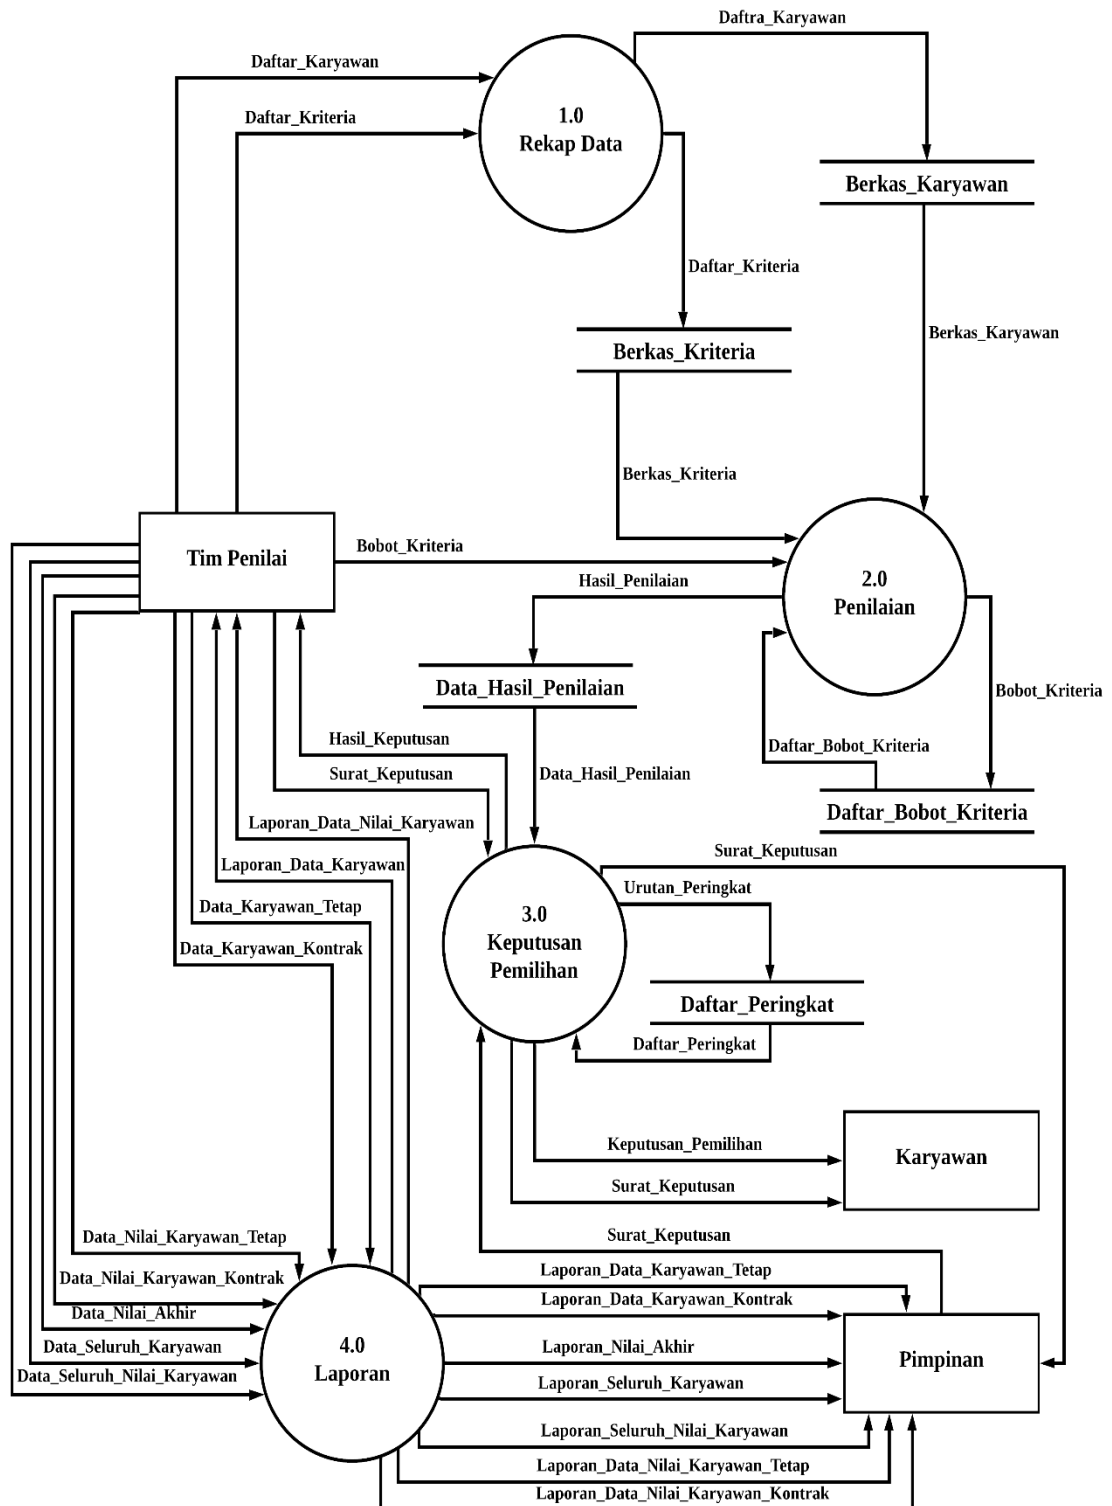 Daftra_Karyawan
Daftar_Karyawan
1.0
Rekap Data
Daftar_Kriteria
Berkas_Karyawan
Daftar_Kriteria
Berkas_Karyawan
Berkas_Kriteria
Berkas_Kriteria
Tim Penilai
Bobot_Kriteria
Hasil_Penilaian
2.0
Penilaian
Data_Hasil_Penilaian
Bobot_Kriteria
Hasil_Keputusan
Daftar_Bobot_Kriteria
Surat_Keputusan
Data_Hasil_Penilaian
Daftar_Bobot_Kriteria
Laporan_Data_Nilai_Karyawan
Surat_Keputusan
Laporan_Data_Karyawan
Urutan_Peringkat
Data_Karyawan_Tetap
3.0
Keputusan
Pemilihan
Data_Karyawan_Kontrak
Daftar_Peringkat
Daftar_Peringkat
Keputusan_Pemilihan
Karyawan
Surat_Keputusan
Data_Nilai_Karyawan_Tetap
Surat_Keputusan
Data_Nilai_Karyawan_Kontrak
Laporan_Data_Karyawan_Tetap
Laporan_Data_Karyawan_Kontrak
Data_Nilai_Akhir
4.0
Laporan
Laporan_Nilai_Akhir
Pimpinan
Data_Seluruh_Karyawan
Data_Seluruh_Nilai_Karyawan
Laporan_Seluruh_Karyawan
Laporan_Seluruh_Nilai_Karyawan
Laporan_Data_Nilai_Karyawan_Tetap
Laporan_Data_Nilai_Karyawan_Kontrak